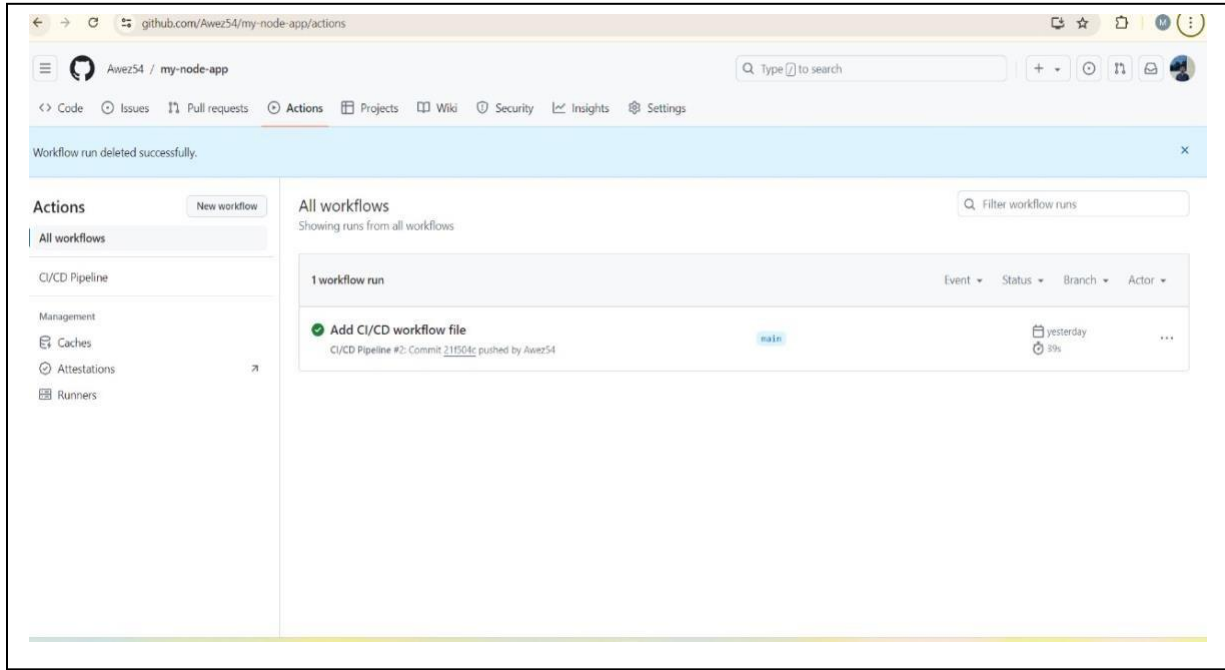 github.com/Awez54/my-node-app/actions
M
Awez54 / my-node-app
Type / to search
<> Code Issues Pull requests Actions Projects Wiki Security Insights Settings
Workflow run deleted successfully.
Actions New workflow
All workflows
CI/CD Pipeline
Management
Caches
Attestations
Runners
All workflows
Showing runs from all workflows
Filter workflow runs
1 workflow run Event Status Branch Actor
Add CI/CD workflow file
CI/CD Pipeline #2: Commit 21f504c pushed by Awez54
main
yesterday
39s